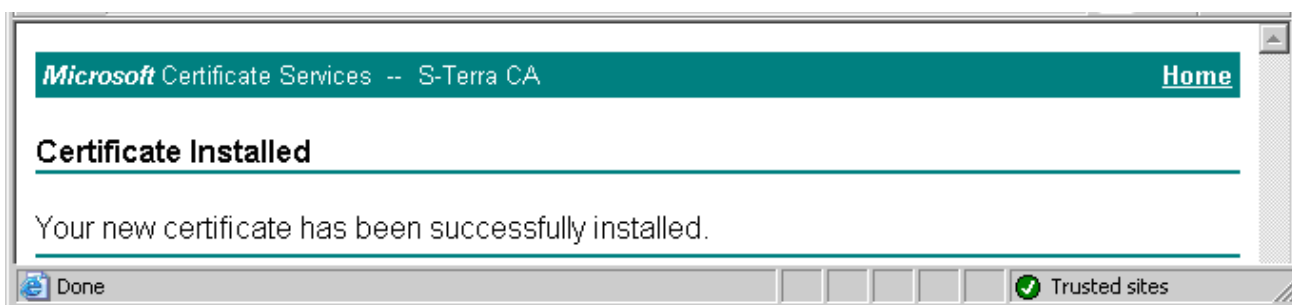 Microsoft Certificate Services -- S-Terra CA Home
Certificate Installed
Your new certificate has been successfully installed.
Done Trusted sites